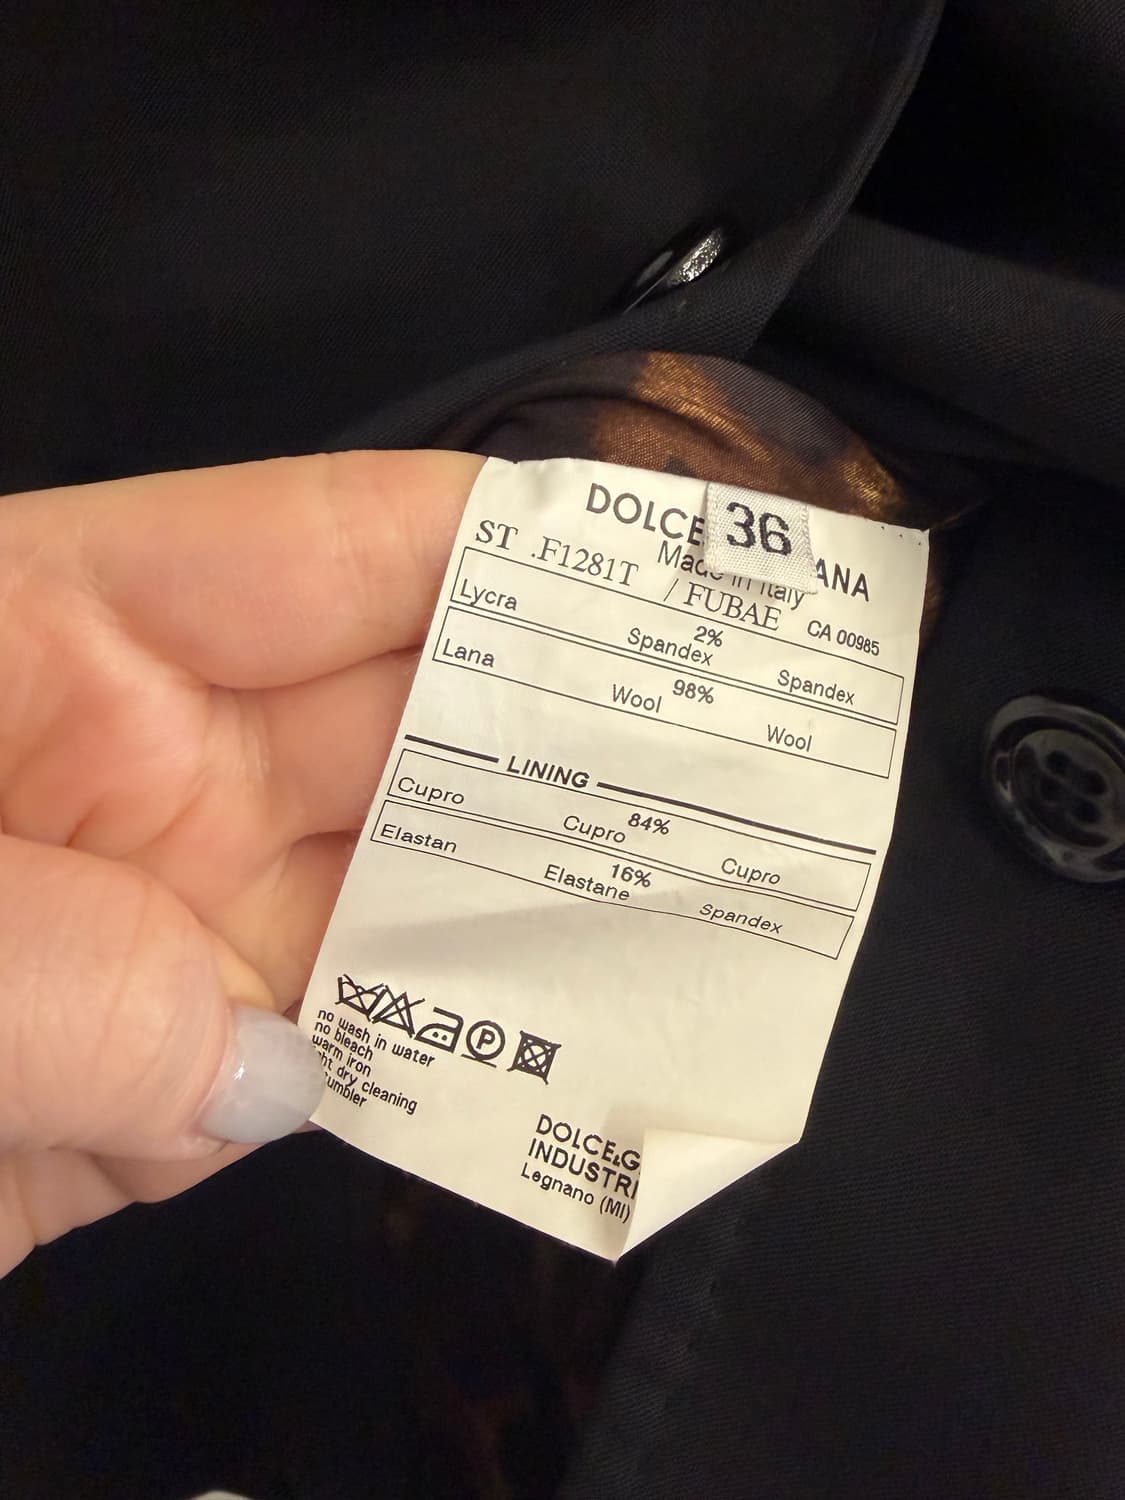 DOLCE ANA
36
Made in Italy
ST .F1281T / FUBAE CA 00985
Lycra 2% Spandex Spandex
Lana 98% Wool Wool
LINING
Cupro 84% Cupro Cupro
Elastan 16% Elastane Spandex
P
no wash in water
no bleach
warm iron
dry cleaning
DOLCE&G
INDUSTRI
Legnano (MI)